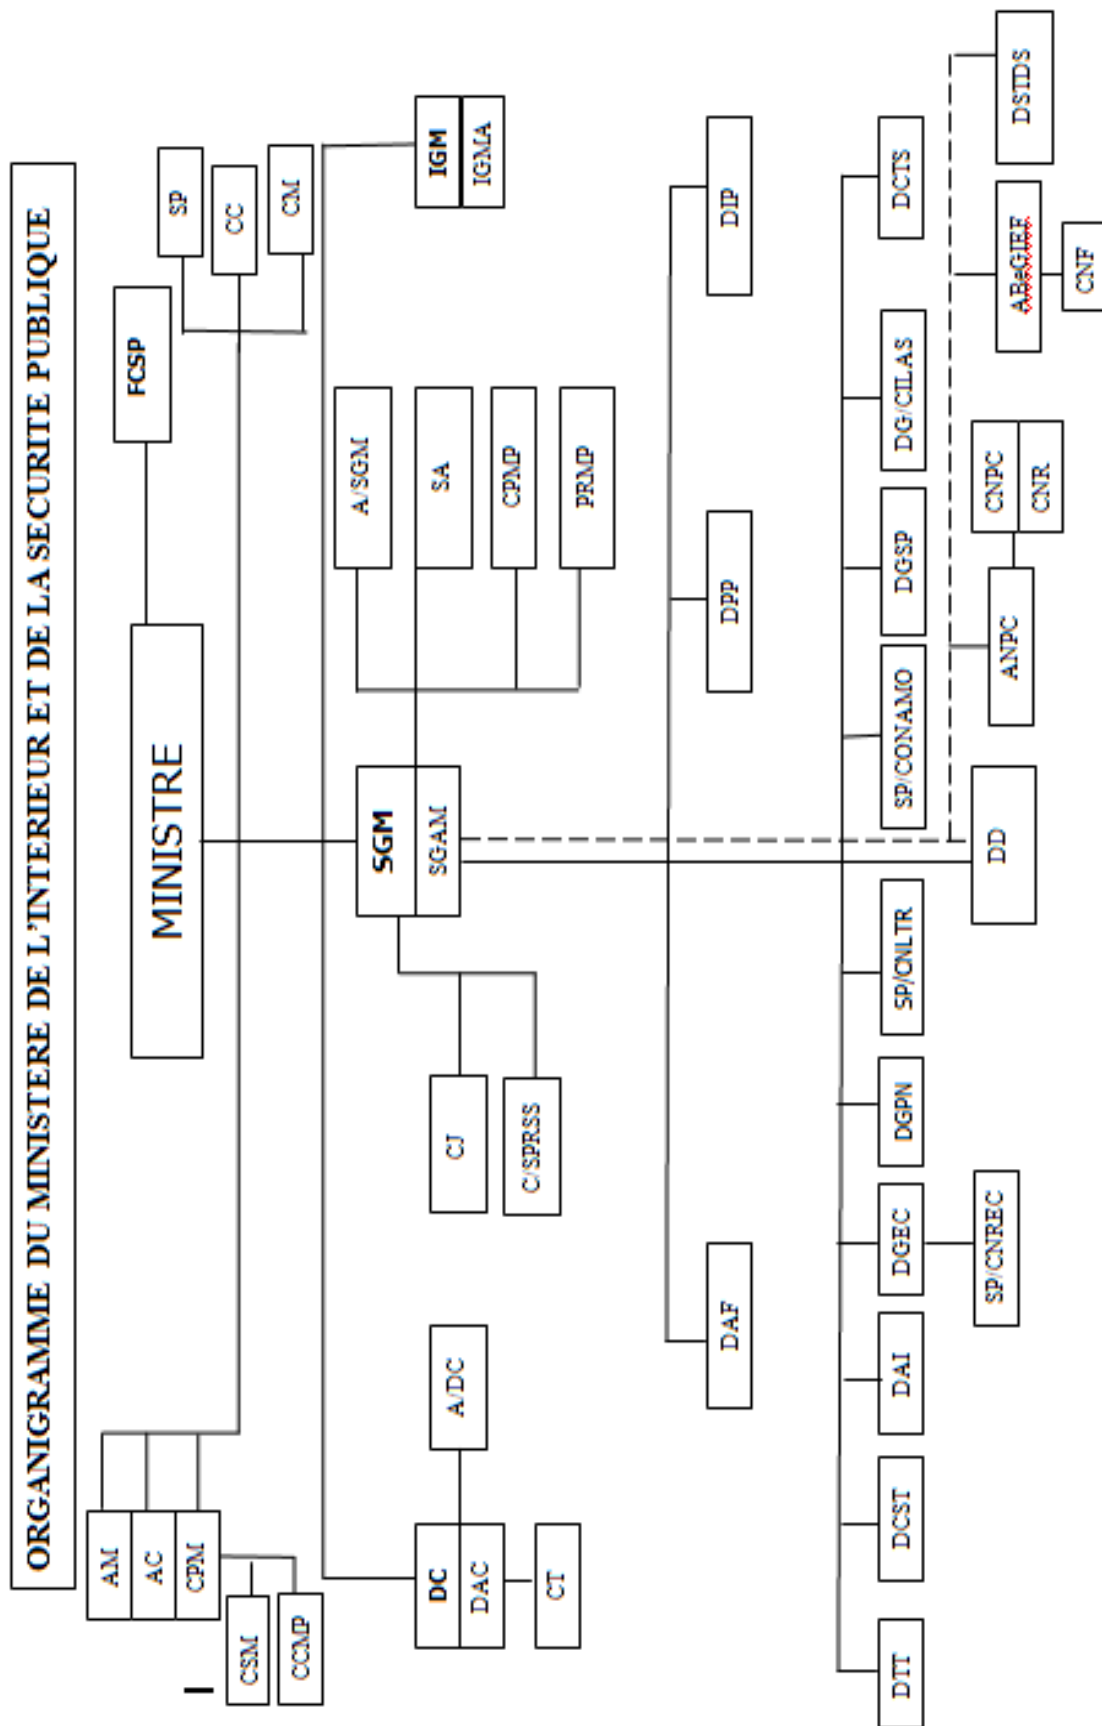 ORGANIGRAMME DU MINISTERE DE L'INTERIEUR ET DE LA SECURITE PUBLIQUE
MINISTRE
FCSP
SP
CC
CM
AM
AC
CPM
CSM
CCMP
SGM
SGAM
A/SGM
SA
CPMP
PRMP
CJ
C/SPRSS
DC
DAC
A/DC
CT
IGM
IGMA
DAF
DPP
DIP
DTT
DCST
DAI
DGEC
DGPN
SP/CNLTR
SP/CONAMO
DGSP
DG/CILAS
DCTS
SP/CNREC
DD
ANPC
CNPC
CNR
ABeGIEF
CNF
DSTDS